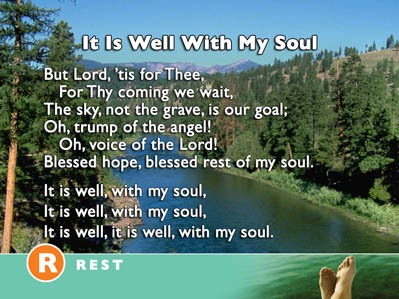 It Is Well With My Soul
But Lord, 'tis for Thee,
For Thy coming we wait,
The sky, not the grave, is our goal;
Oh, trump of the angel!
Oh, voice of the Lord!
Blessed hope, blessed rest of my soul.
It is well, with my soul,
It is well, with my soul,
It is well, it is well, with my soul.
R REST